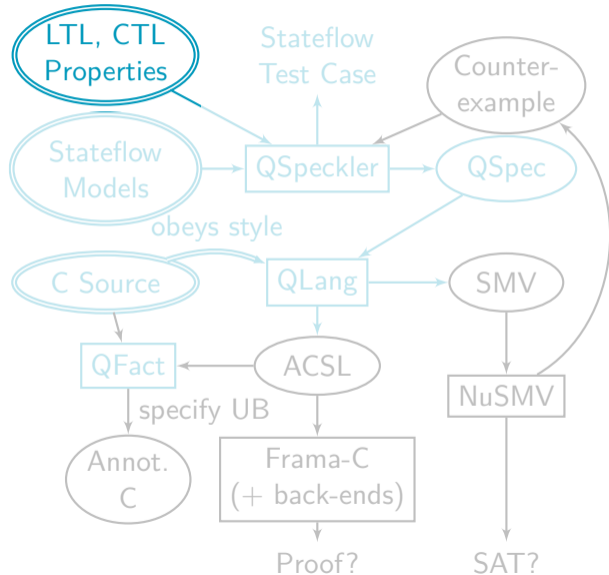 LTL, CTL
Properties
Stateflow
Test Case
Counter-
example
Stateflow
Models
QSpeckler
QSpec
obeys style
C Source
QLang
SMV
QFact
ACSL
NuSMV
specify UB
Annot.
C
Frama-C
(+ back-ends)
Proof?
SAT?